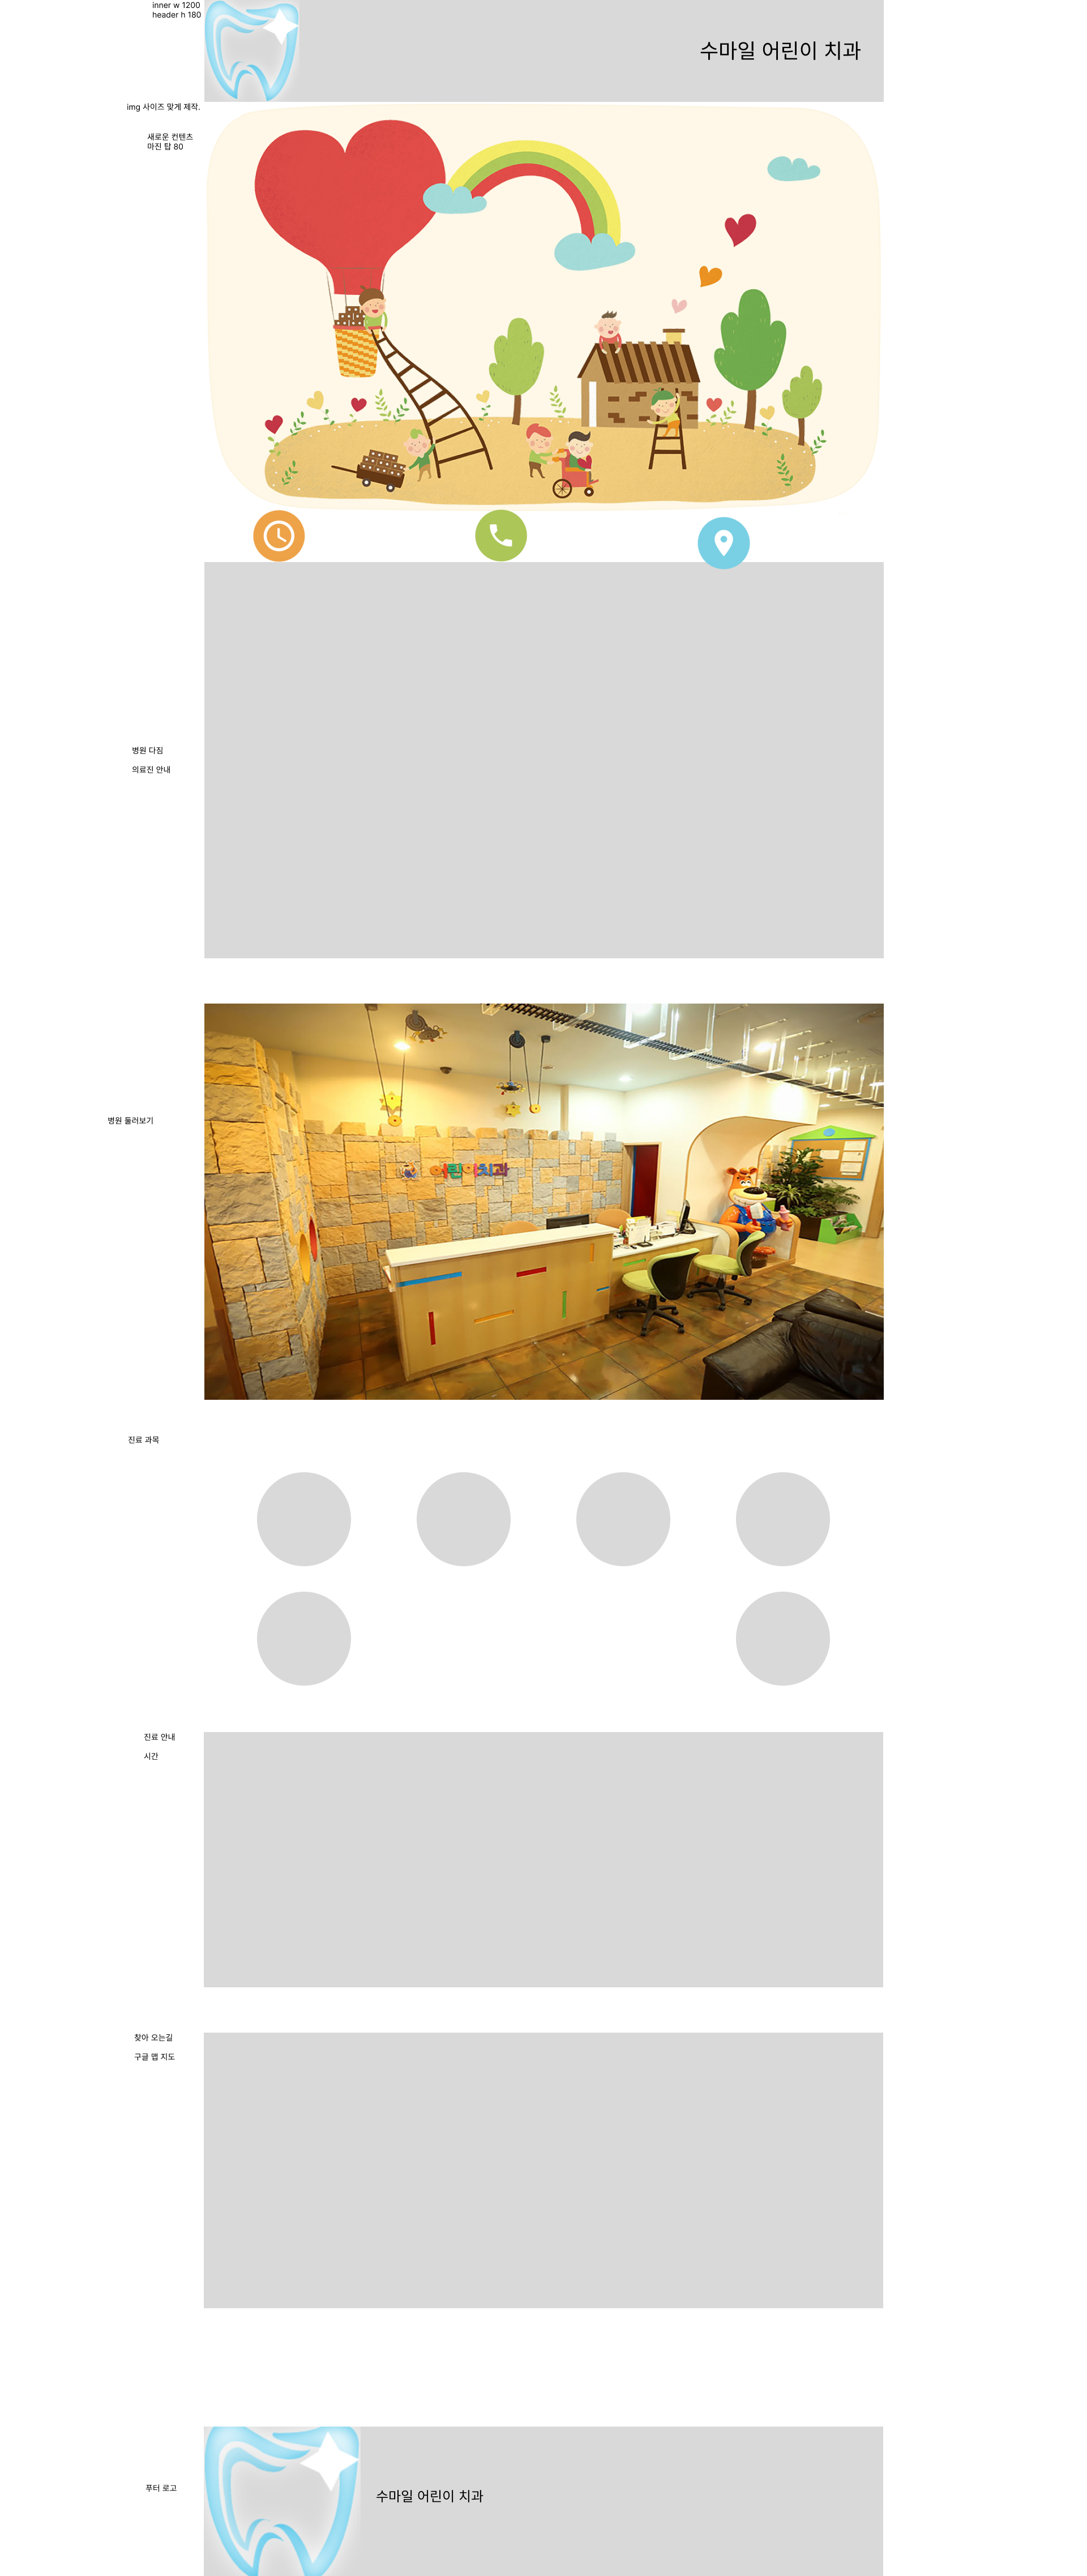 inner w 1200
header h 180
수마일 어린이 치과
img 사이즈 맞게 제작.
새로운 컨텐츠
마진 탑 80
병원 다짐
의료진 안내
병원 둘러보기
어린이치과
진료 과목
진료 안내
시간
찾아 오는길
구글 맵 지도
푸터 로고
수마일 어린이 치과